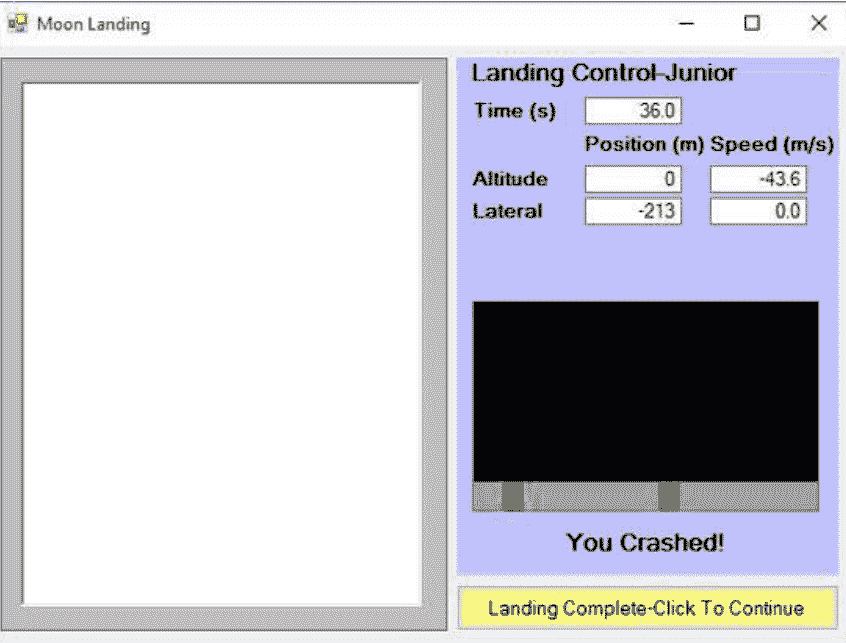 Moon Landing
Landing Control-Junior
Time (s) 36.0
Position (m) Speed (m/s)
Altitude 0 -43.6
Lateral -213 0.0
You Crashed!
Landing Complete-Click To Continue